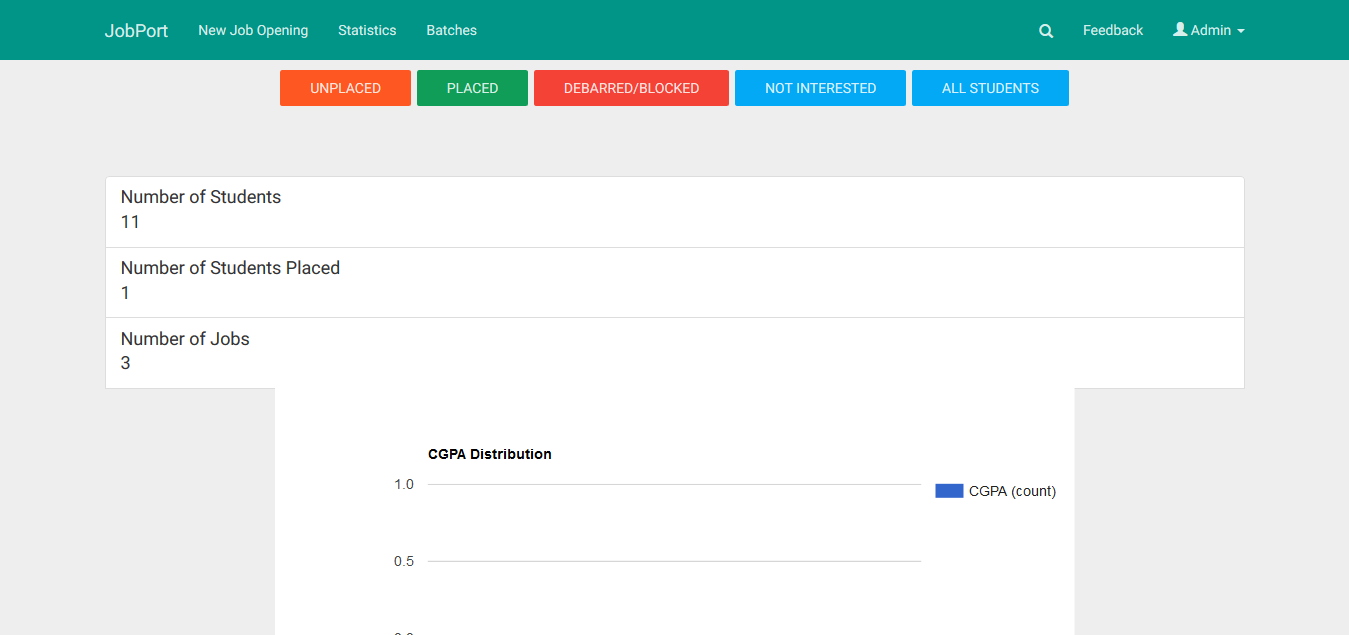 JobPort New Job Opening Statistics Batches Feedback Admin
UNPLACED PLACED DEBARRED/BLOCKED NOT INTERESTED ALL STUDENTS
Number of Students
11
Number of Students Placed
1
Number of Jobs
3
CGPA Distribution
1.0
CGPA (count)
0.5